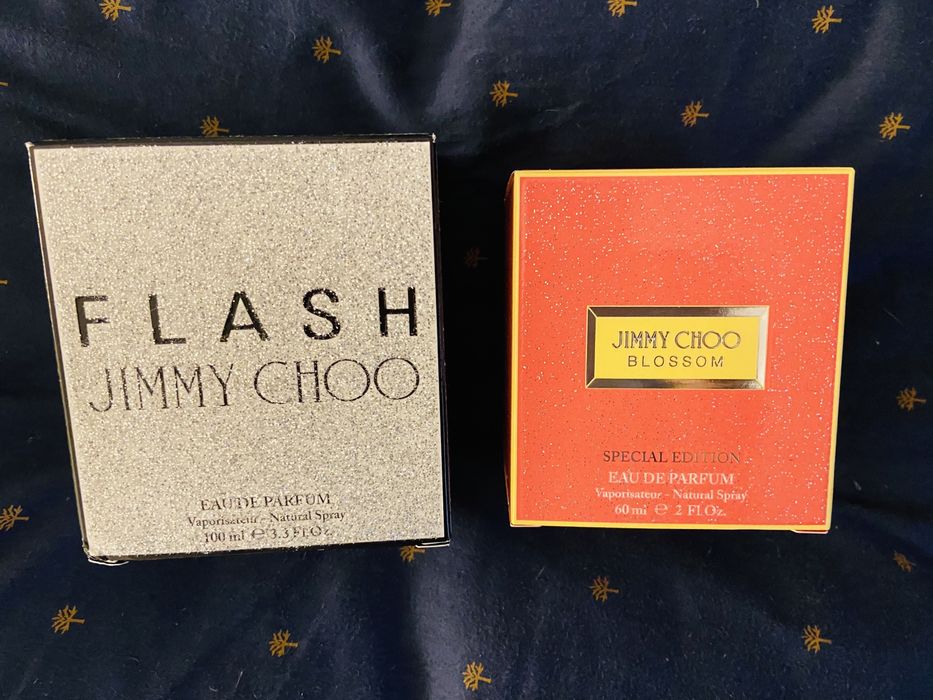 FLASH
JIMMY CHOO
EAU DE PARFUM
Vaporisateur - Natural Spray
100 ml ℮ 3.3 Fl.Oz.
JIMMY CHOO
BLOSSOM
SPECIAL EDITION
EAU DE PARFUM
Vaporisateur - Natural Spray
60 ml ℮ 2 Fl.Oz.